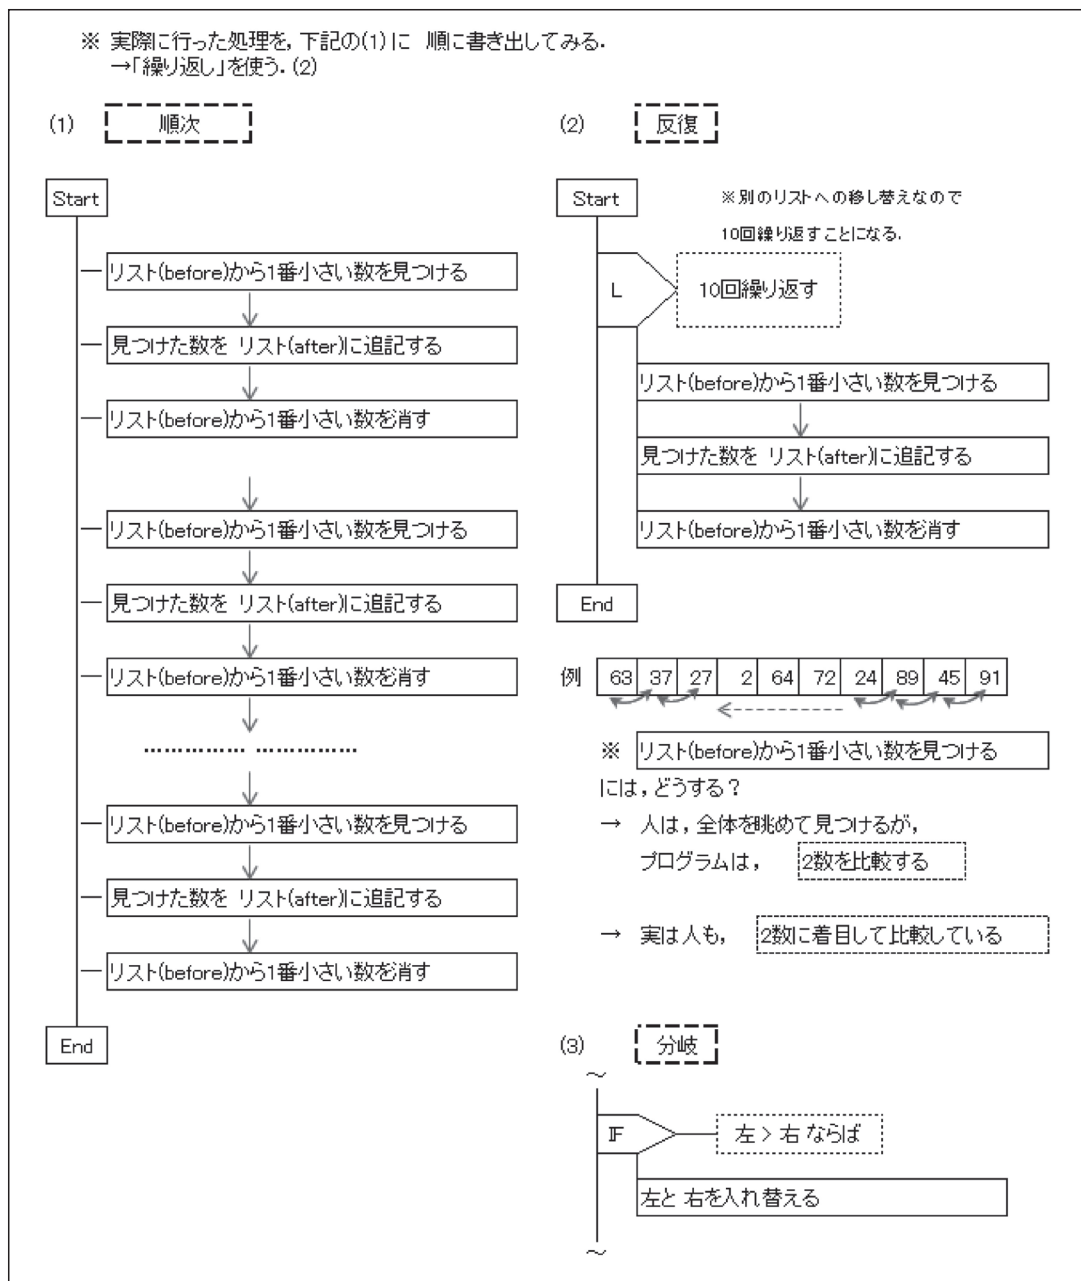 ※ 実際に行った処理を, 下記の(1)に 順に書き出してみる.
→「繰り返し」を使う. (2)
(1) 順次
Start
リスト(before)から1番小さい数を見つける
見つけた数を リスト(after)に追記する
リスト(before)から1番小さい数を消す
リスト(before)から1番小さい数を見つける
見つけた数を リスト(after)に追記する
リスト(before)から1番小さい数を消す
…………… ……………
リスト(before)から1番小さい数を見つける
見つけた数を リスト(after)に追記する
リスト(before)から1番小さい数を消す
End
(2) 反復
Start
※別のリストへの移し替えなので
10回繰り返すことになる.
L
10回繰り返す
リスト(before)から1番小さい数を見つける
見つけた数を リスト(after)に追記する
リスト(before)から1番小さい数を消す
End
例 63 37 27 2 64 72 24 89 45 91
※ リスト(before)から1番小さい数を見つける
には, どうする?
→ 人は, 全体を眺めて見つけるが,
プログラムは, 2数を比較する
→ 実は人も, 2数に着目して比較している
(3) 分岐
～
IF 左 > 右 ならば
左と 右を入れ替える
～